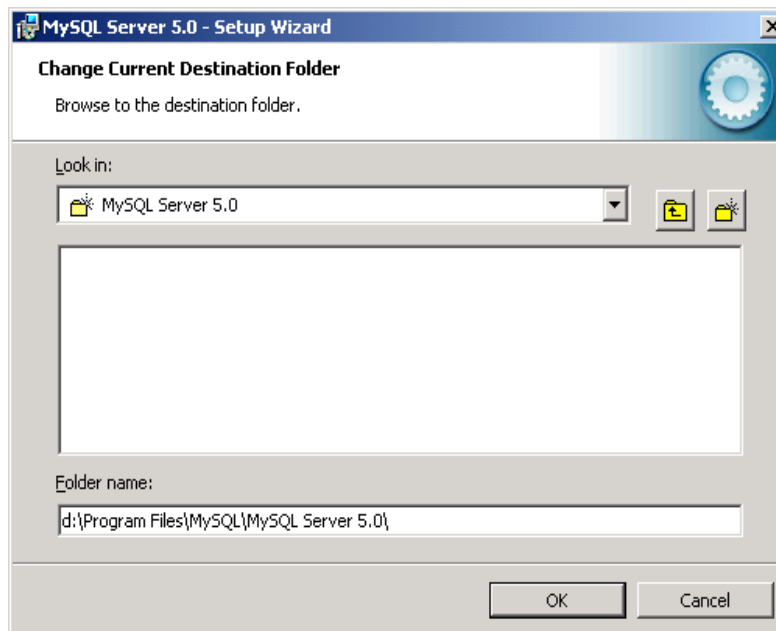 MySQL Server 5.0 - Setup Wizard
Change Current Destination Folder
Browse to the destination folder.
Look in:
MySQL Server 5.0
Folder name:
d:\Program Files\MySQL\MySQL Server 5.0\
OK
Cancel